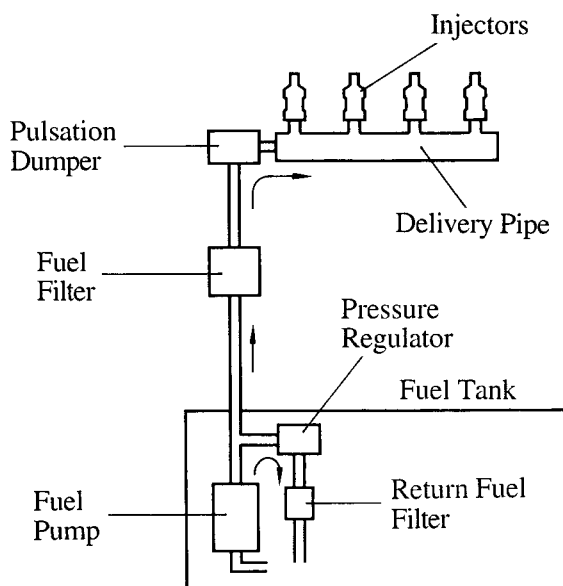 Injectors
Pulsation
Dumper
Delivery Pipe
Fuel
Filter
Pressure
Regulator
Fuel Tank
Fuel
Pump
Return Fuel
Filter